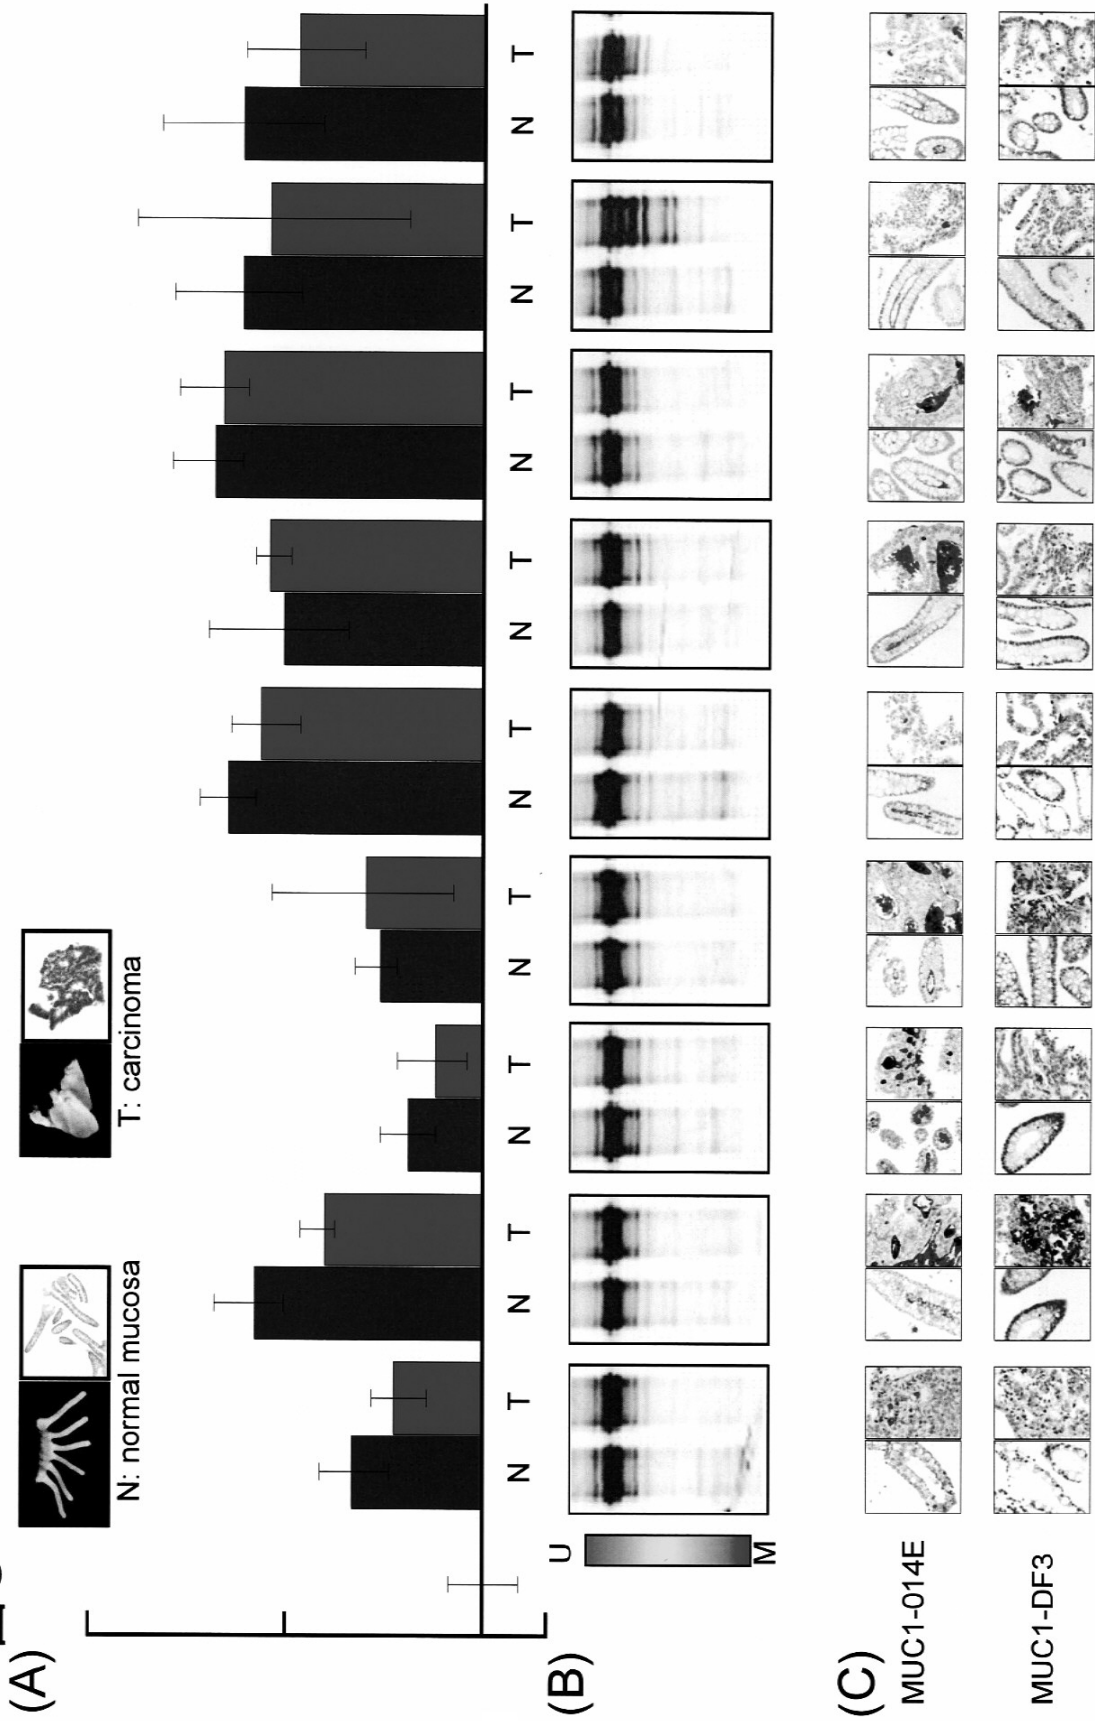 (A)
N: normal mucosa
T: carcinoma
N T N T N T N T N T N T N T N T N T
(B)
U
M
(C)
MUC1-014E
MUC1-DF3